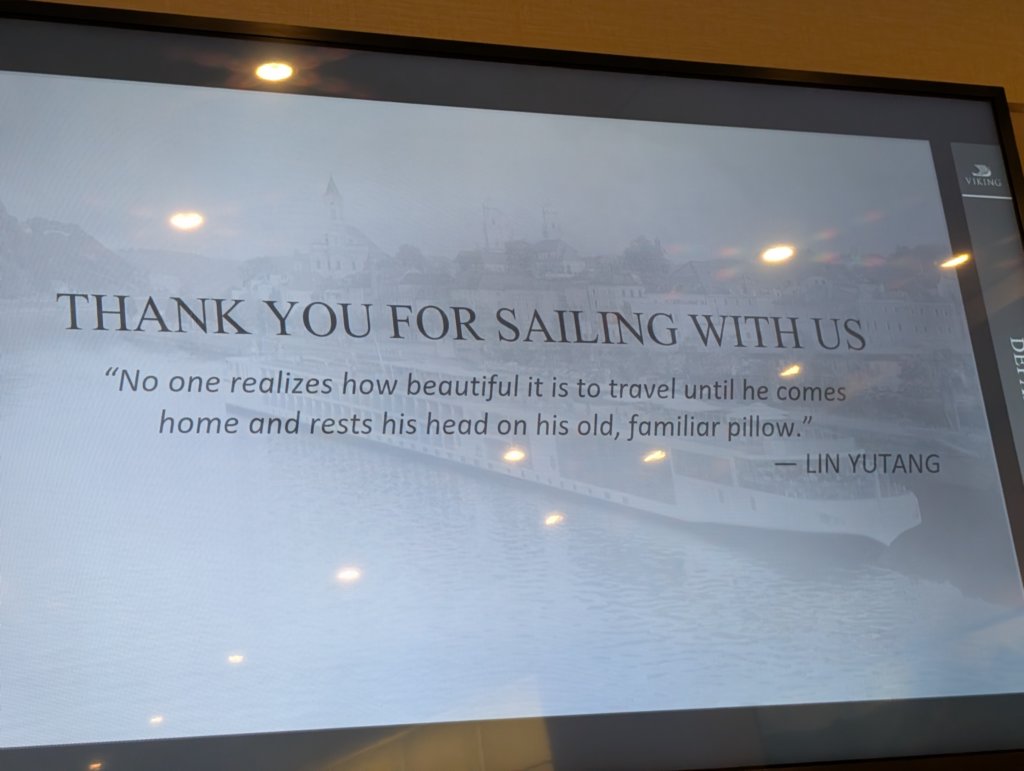 VIKING
THANK YOU FOR SAILING WITH US
“No one realizes how beautiful it is to travel until he comes
home and rests his head on his old, familiar pillow.”
— LIN YUTANG